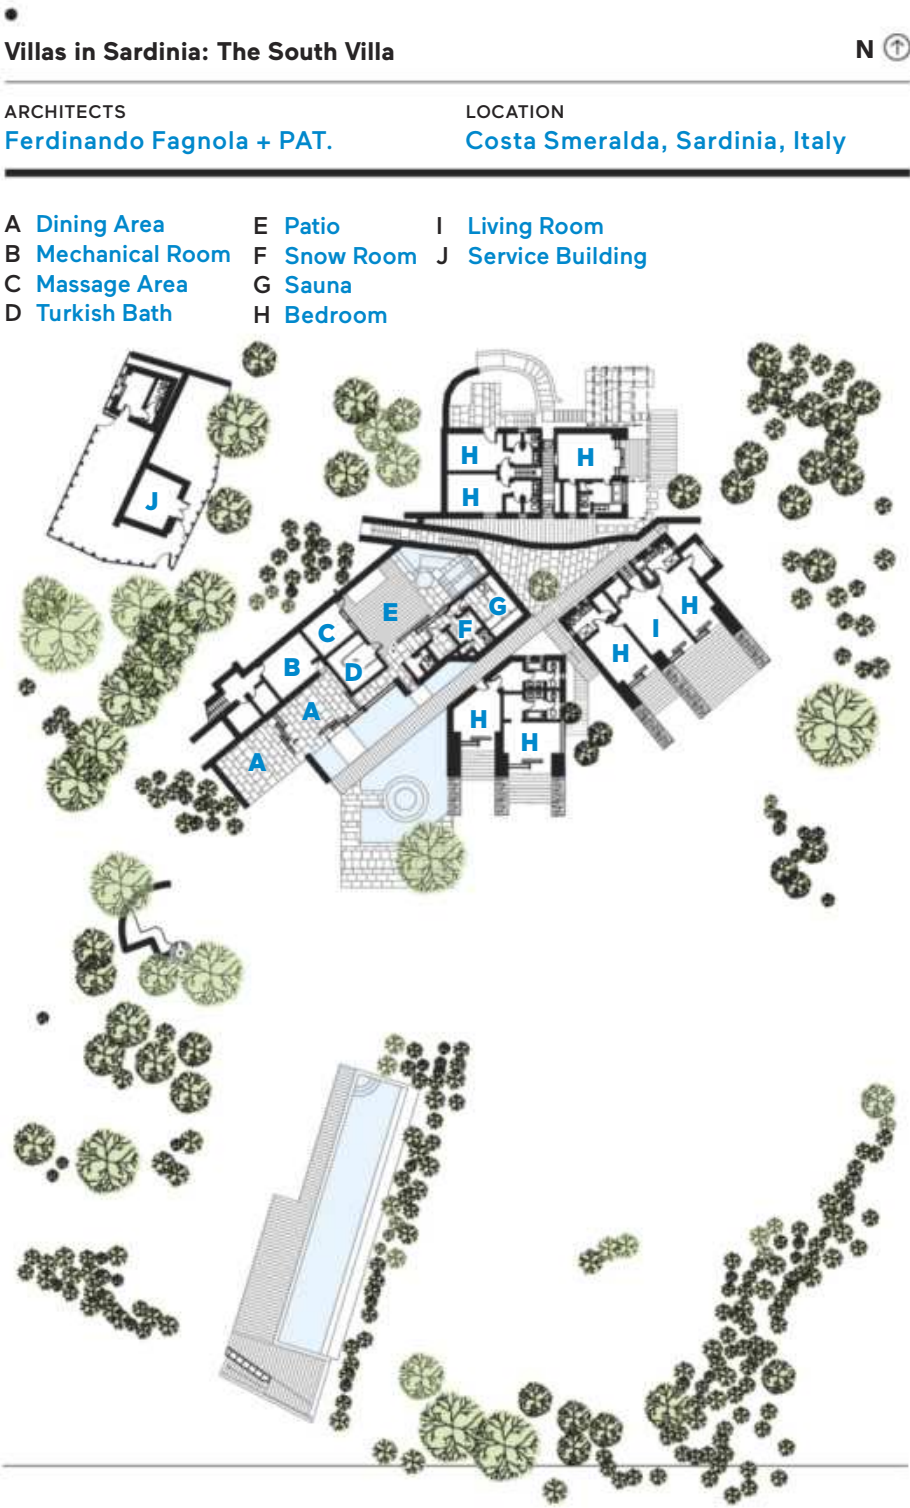 Villas in Sardinia: The South Villa
N
ARCHITECTS
Ferdinando Fagnola + PAT.
LOCATION
Costa Smeralda, Sardinia, Italy
A Dining Area
B Mechanical Room
C Massage Area
D Turkish Bath
E Patio
F Snow Room
G Sauna
H Bedroom
I Living Room
J Service Building
H
H
H
J
E
G
H
F
C
I
H
B
D
A
H
H
A